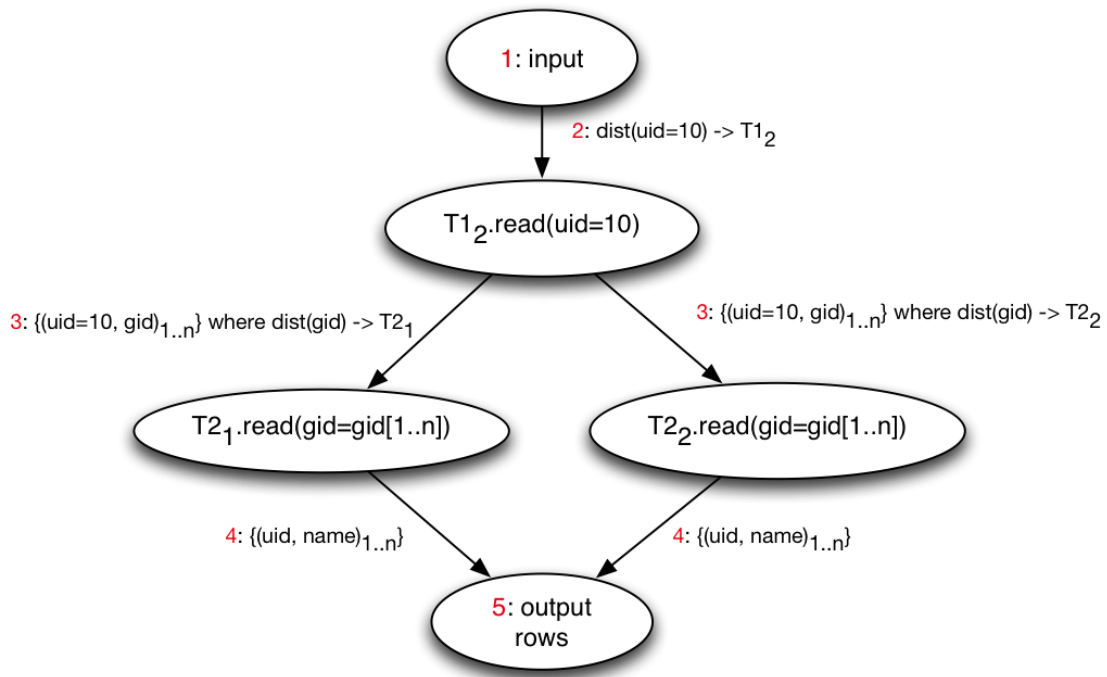 1: input
2: dist(uid=10) -> T1₂
T1₂.read(uid=10)
3: {(uid=10, gid)₁..ₙ} where dist(gid) -> T2₁
3: {(uid=10, gid)₁..ₙ} where dist(gid) -> T2₂
T2₁.read(gid=gid[1..n])
T2₂.read(gid=gid[1..n])
4: {(uid, name)₁..ₙ}
4: {(uid, name)₁..ₙ}
5: output
rows